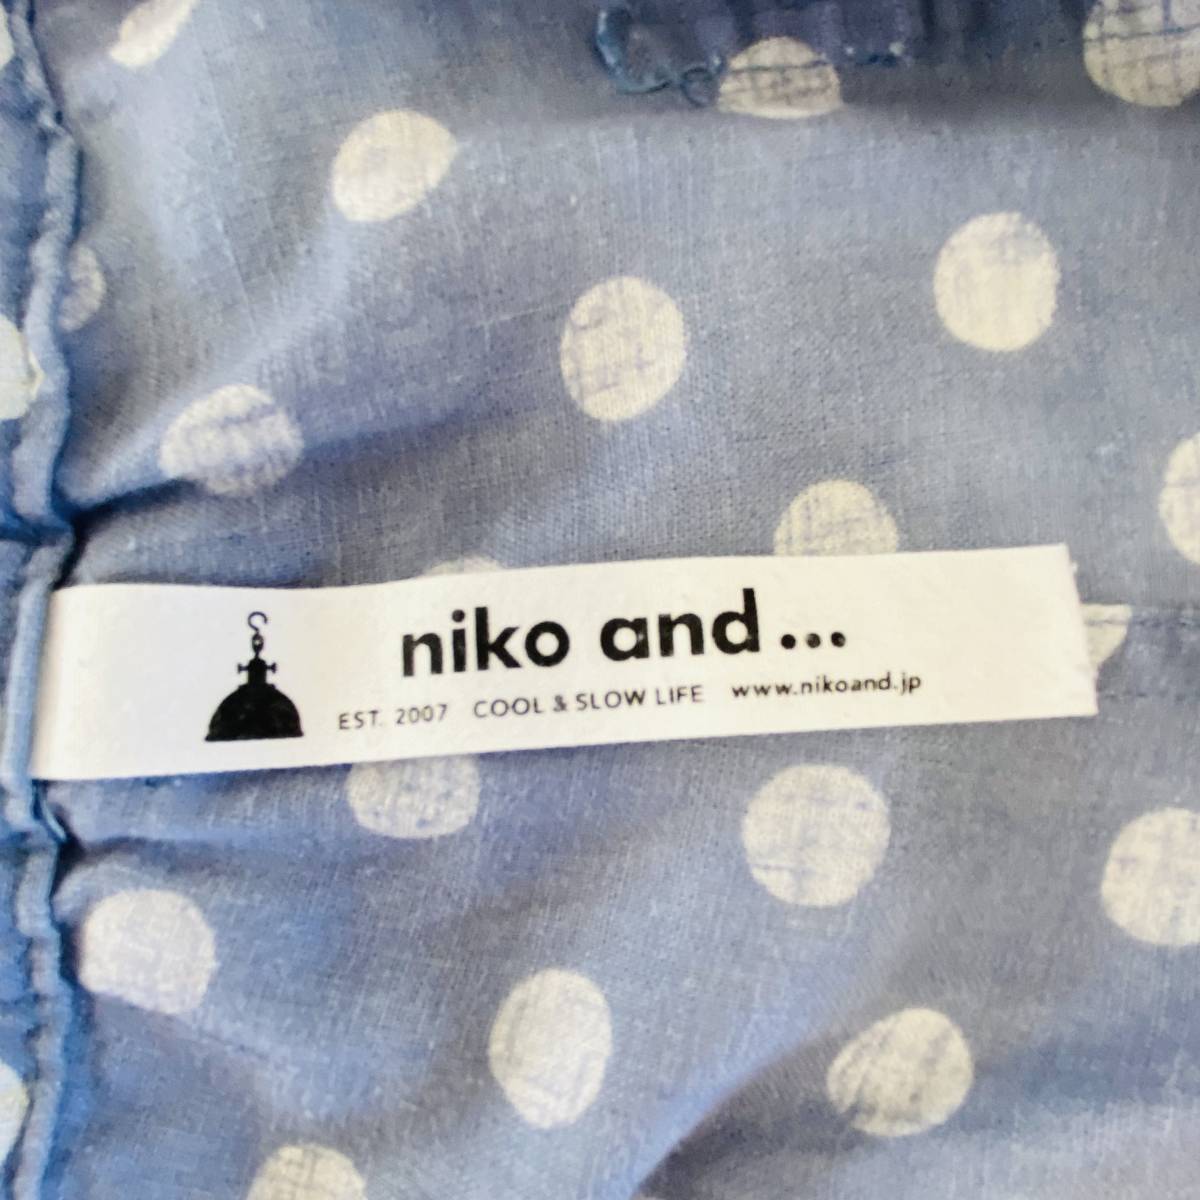 niko and...
EST. 2007 COOL & SLOW LIFE www.nikoand.jp